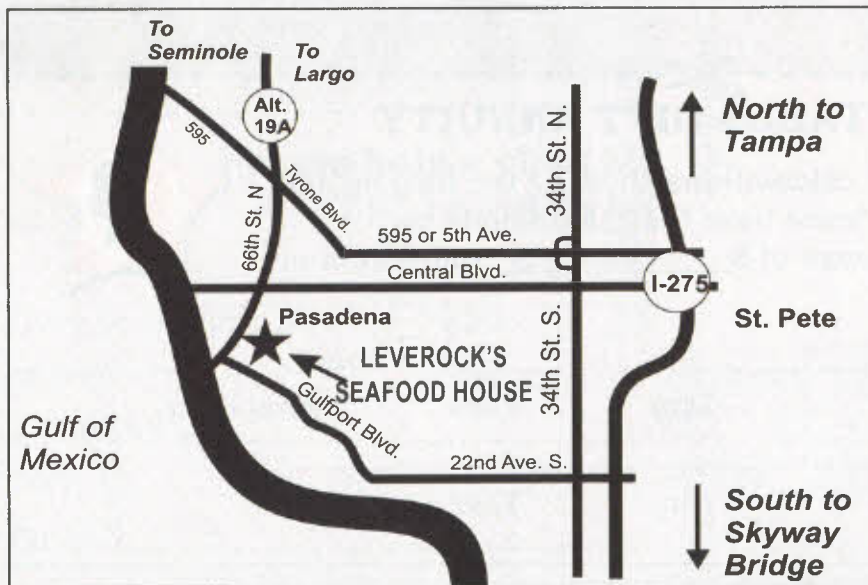 To
Seminole
To
Largo
Alt.
19A
595
Tyrone Blvd.
66th St. N
34th St. N.
North to
Tampa
595 or 5th Ave.
Central Blvd.
I-275
St. Pete
Pasadena
LEVEROCK'S
SEAFOOD HOUSE
34th St. S.
Gulfport Blvd.
Gulf of
Mexico
22nd Ave. S.
South to
Skyway
Bridge